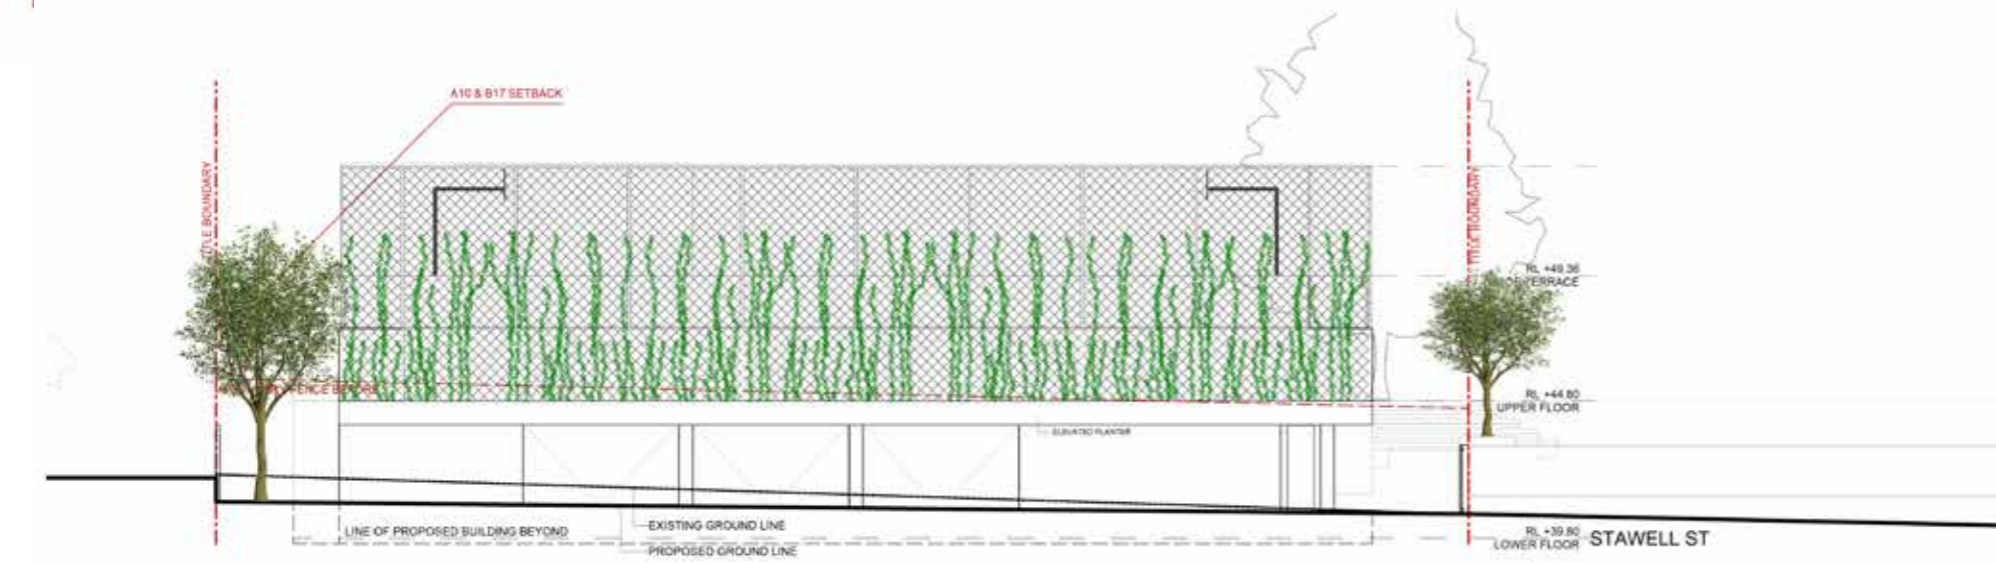 A10 & B17 SETBACK
TITLE BOUNDARY
TITLE BOUNDARY
RL +49.36
TERRACE
FENCE
RL +44.80
UPPER FLOOR
ELEVATED PLANTER
EXISTING GROUND LINE
LINE OF PROPOSED BUILDING BEYOND
PROPOSED GROUND LINE
RL +39.80
LOWER FLOOR
STAWELL ST